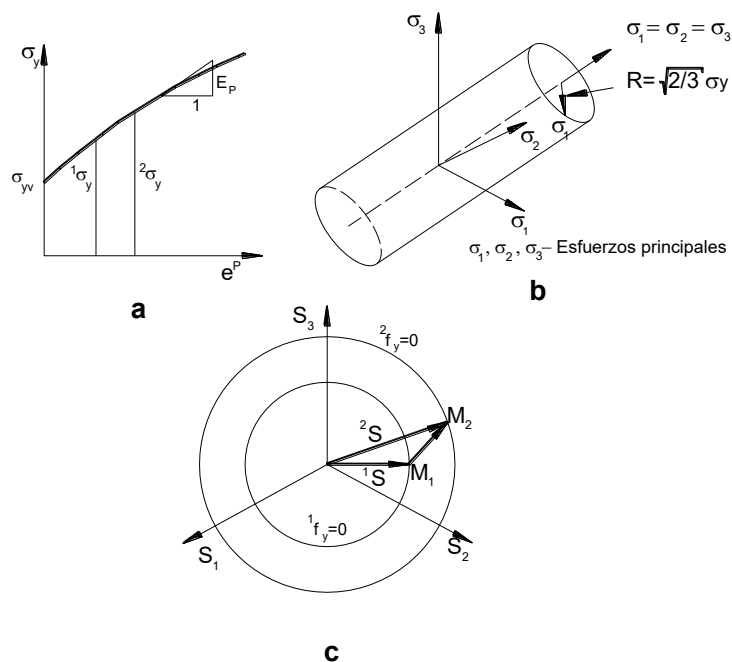 σy
EP
1
σyv
1σy
2σy
eP
a
σ3
σ1 = σ2 = σ3
R=√2/3 σy
σ1
σ2
σ1
σ1, σ2, σ3– Esfuerzos principales
b
S3
2fy=0
M2
2S
1S
M1
1fy=0
S1
S2
c